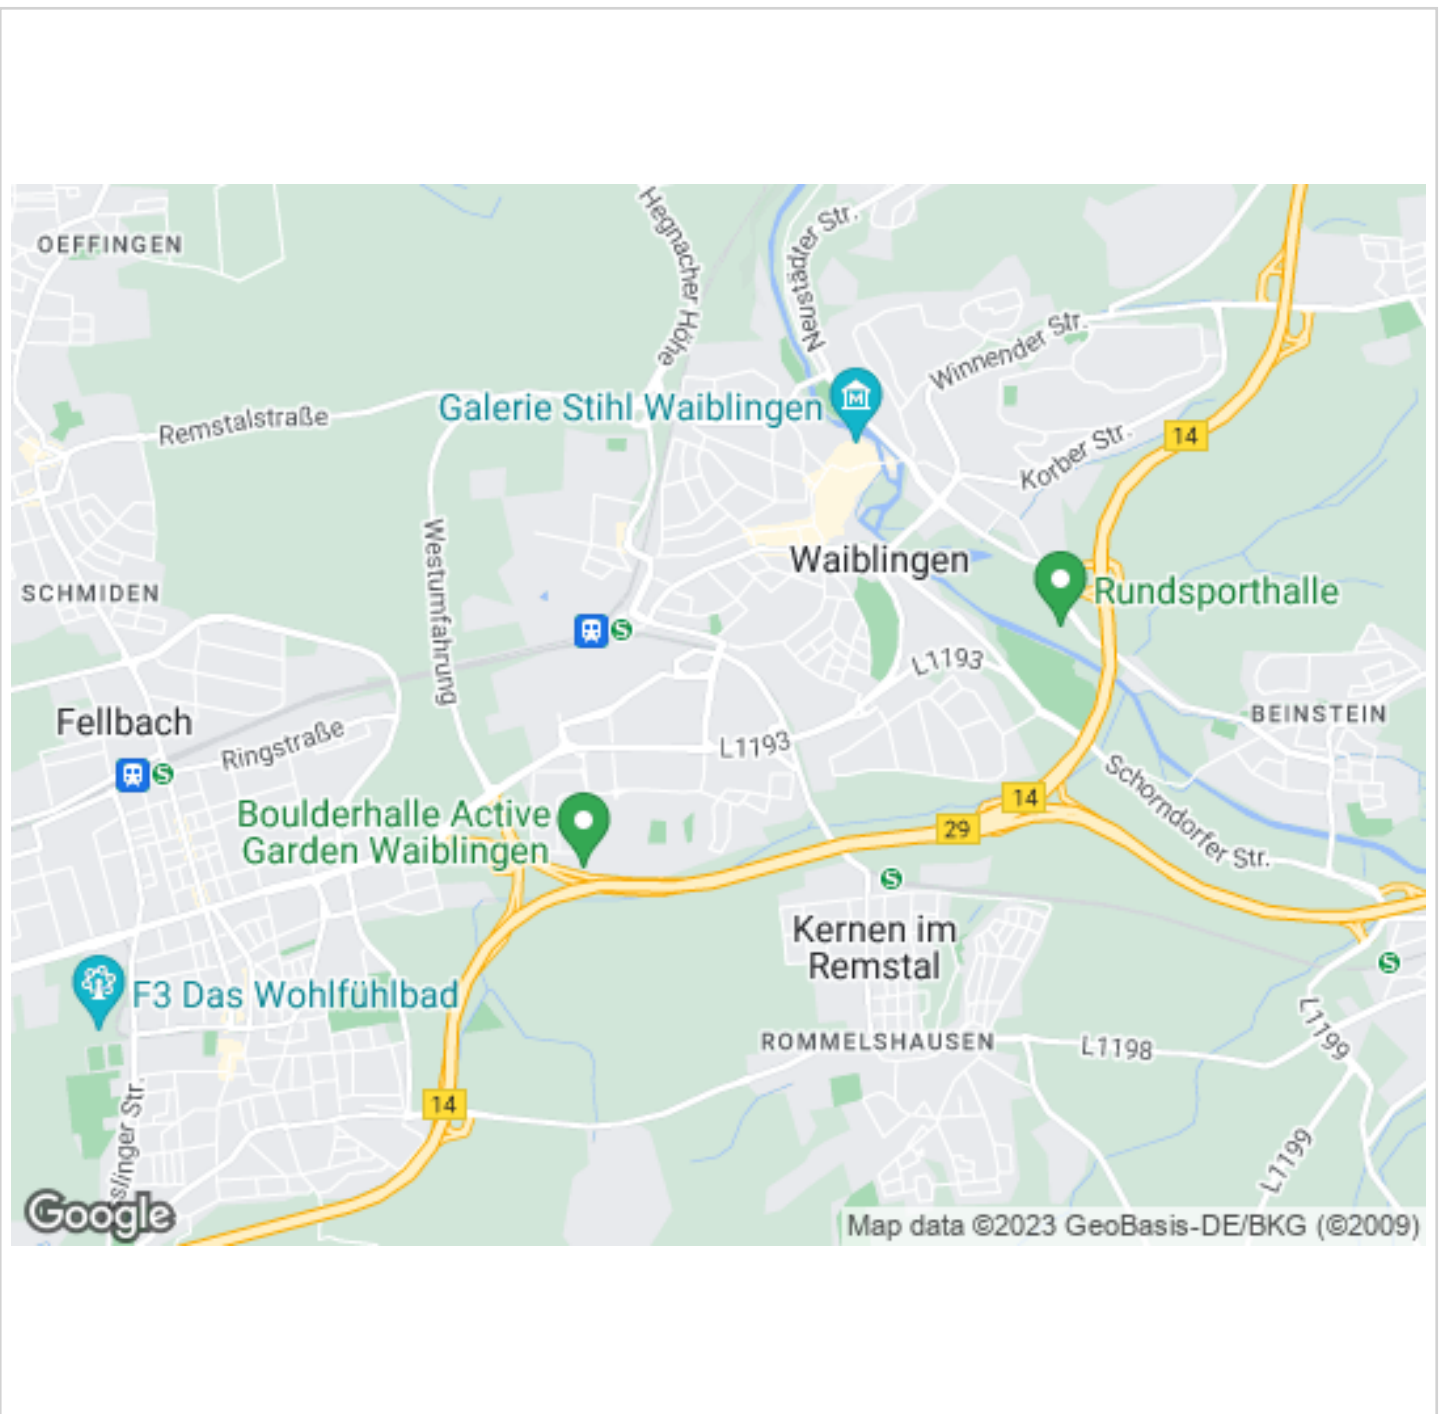 Hegnacher Höhe
Neustädter Str.
OEFFINGEN
Winnender Str.
Galerie Stihl Waiblingen
M
Remstalstraße
14
Korber Str.
Westumfahrung
Waiblingen
Rundsporthalle
SCHMIDEN
S
L1193
Fellbach
Ringstraße
BEINSTEIN
L1193
S
Schorndorfer Str.
14
29
Boulderhalle Active
Garden Waiblingen
S
Kernen im
Remstal
S
F3 Das Wohlfühlbad
L1199
ROMMELSHAUSEN
L1198
14
slinger Str.
L1199
Google
Map data ©2023 GeoBasis-DE/BKG (©2009)